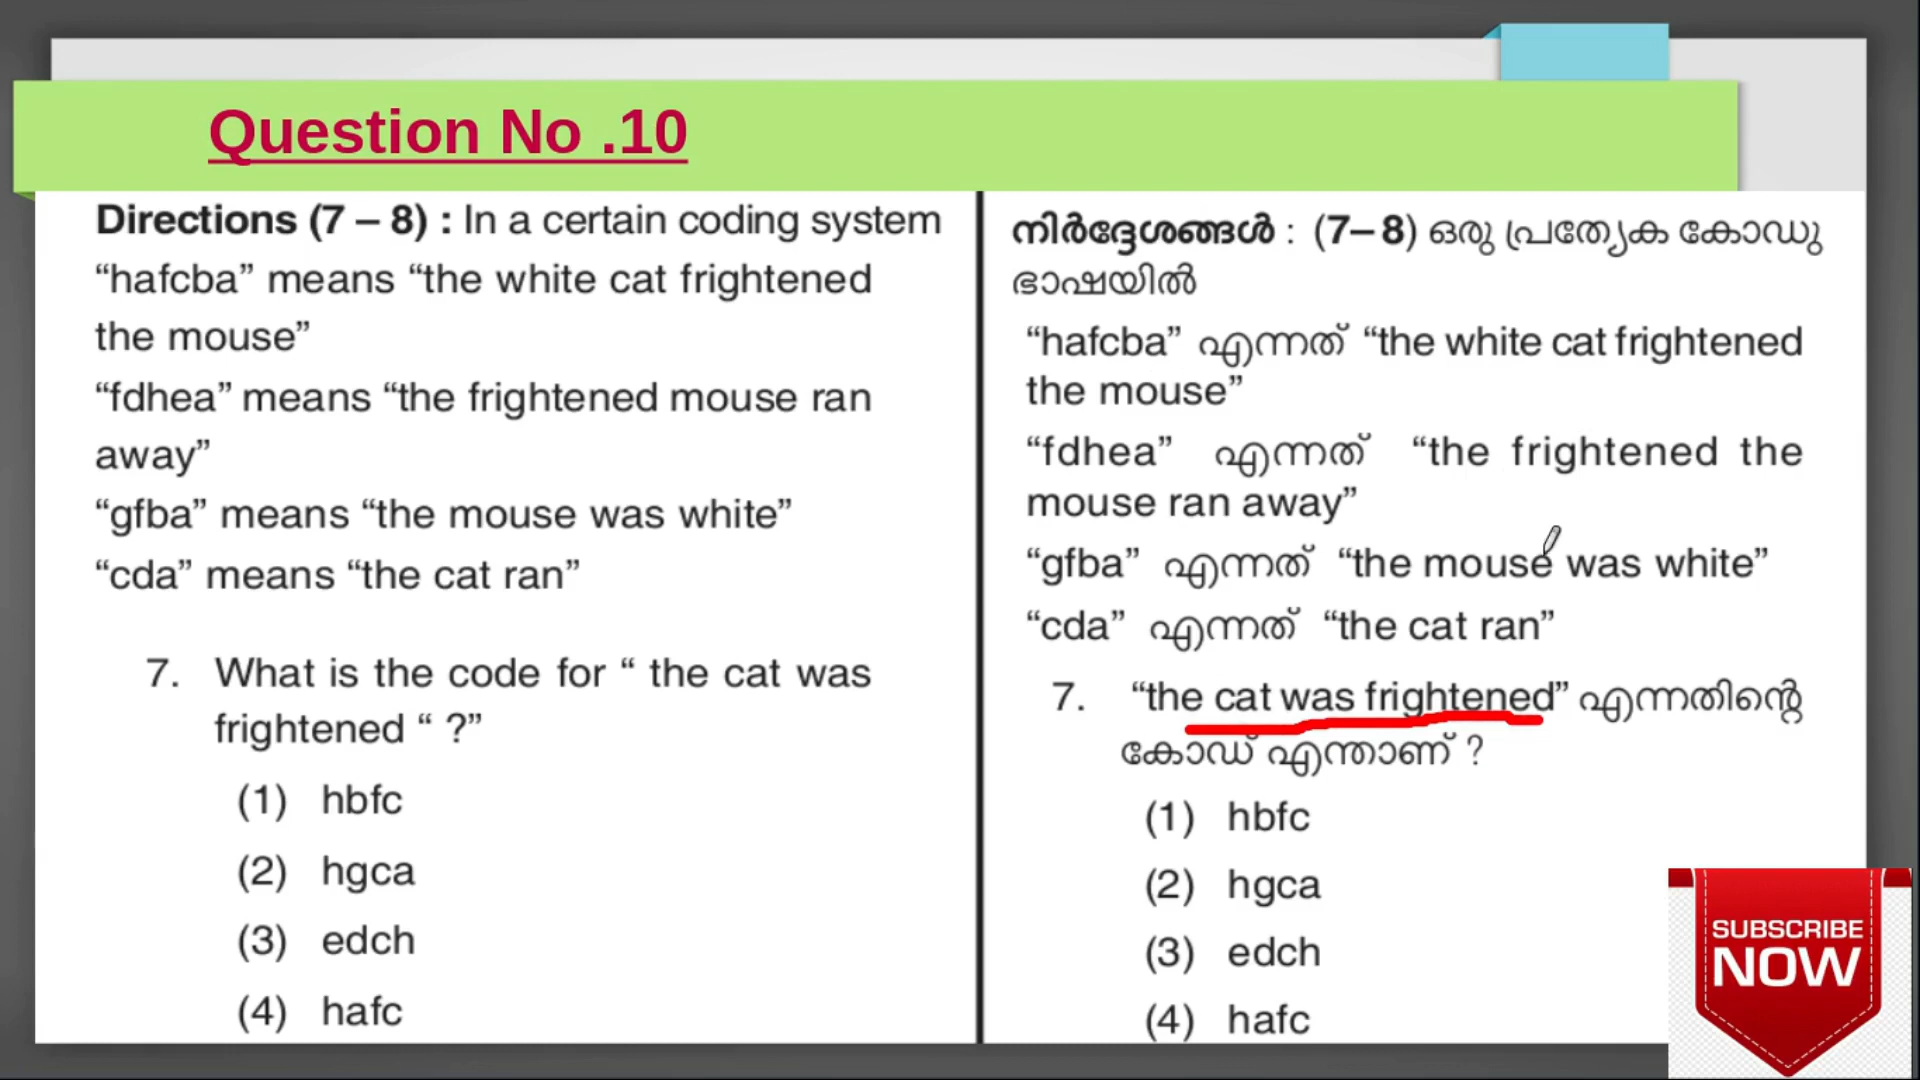 Question No .10
Directions (7 – 8) : In a certain coding system
“hafcba” means “the white cat frightened
the mouse”
“fdhea” means “the frightened mouse ran
away”
“gfba” means “the mouse was white”
“cda” means “the cat ran”
7. What is the code for “ the cat was
frightened “ ?”
(1) hbfc
(2) hgca
(3) edch
(4) hafc
നിർദ്ദേശങ്ങൾ : (7– 8) ഒരു പ്രത്യേക കോഡു
ഭാഷയിൽ
“hafcba” എന്നത് “the white cat frightened
the mouse”
“fdhea” എന്നത് “the frightened the
mouse ran away”
“gfba” എന്നത് “the mouse was white”
“cda” എന്നത് “the cat ran”
7. “the cat was frightened” എന്നതിന്റെ
കോഡ് എന്താണ് ?
(1) hbfc
(2) hgca
(3) edch
(4) hafc
SUBSCRIBE
NOW